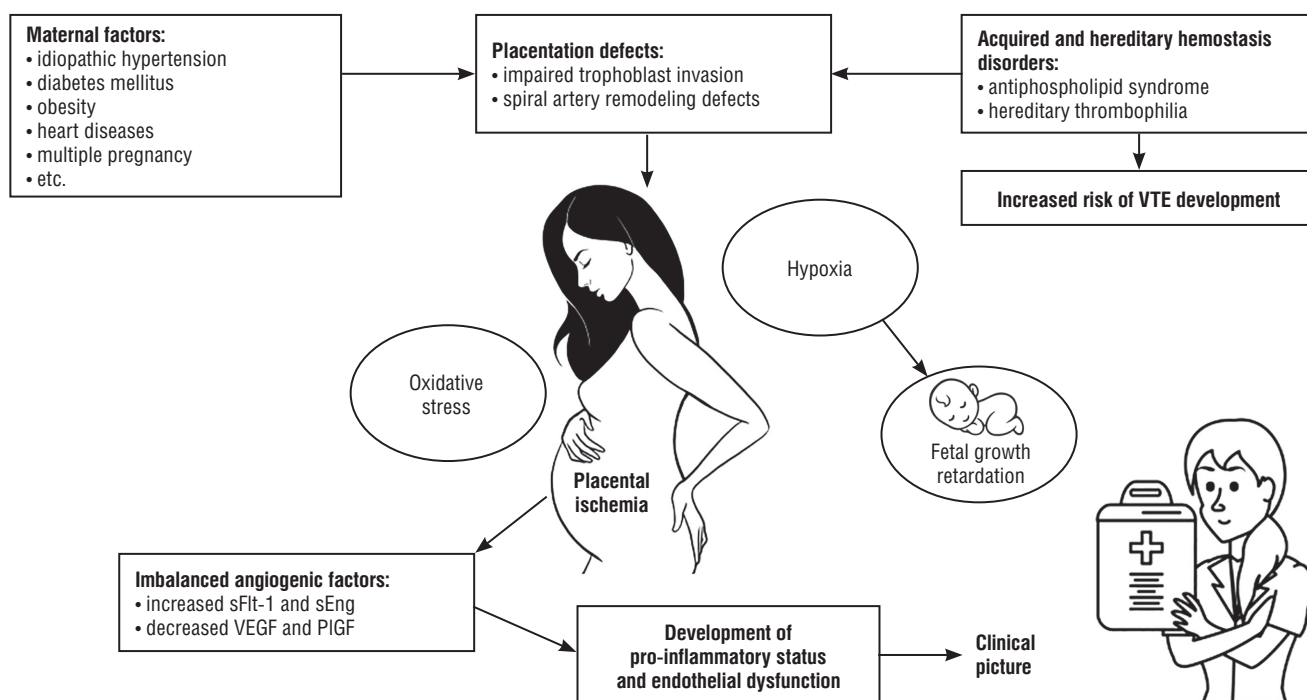 Maternal factors:
• idiopathic hypertension
• diabetes mellitus
• obesity
• heart diseases
• multiple pregnancy
• etc.
Placentation defects:
• impaired trophoblast invasion
• spiral artery remodeling defects
Acquired and hereditary hemostasis
disorders:
• antiphospholipid syndrome
• hereditary thrombophilia
Increased risk of VTE development
Hypoxia
Oxidative
stress
Fetal growth
retardation
Placental
ischemia
Imbalanced angiogenic factors:
• increased sFlt-1 and sEng
• decreased VEGF and PlGF
Development of
pro-inflammatory status
and endothelial dysfunction
Clinical
picture